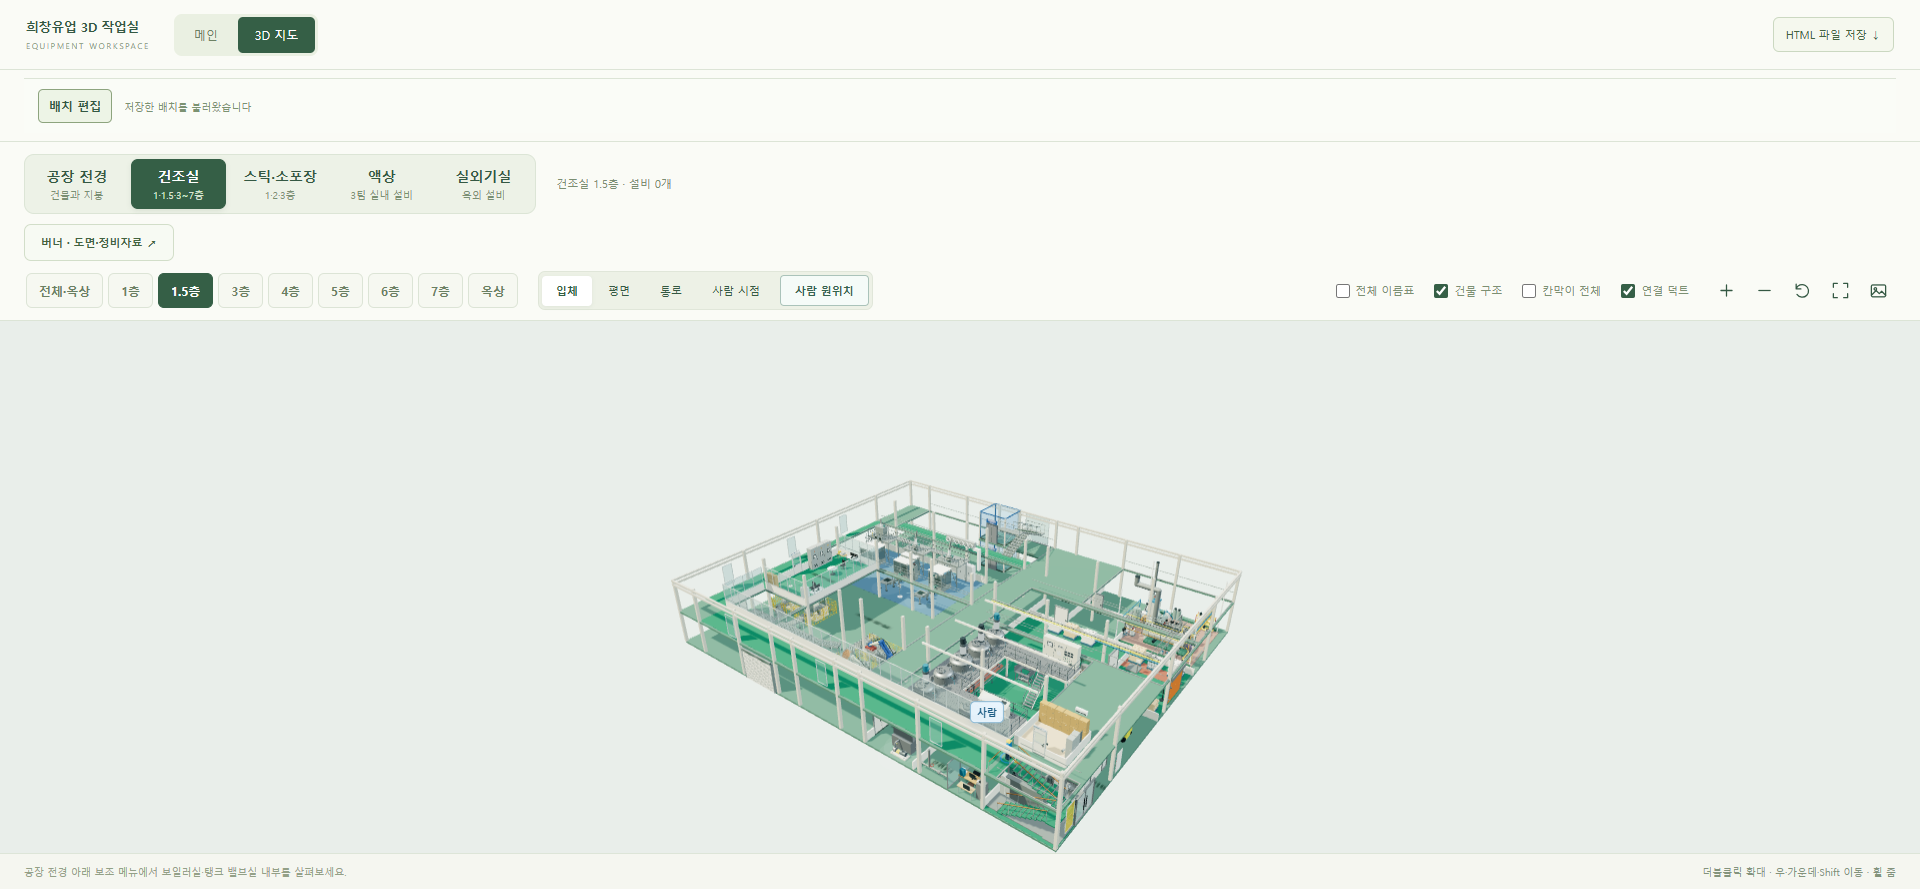 희창유업 3D 작업실
EQUIPMENT WORKSPACE
메인
3D 지도
HTML 파일 저장 ↓
배치 편집
저장한 배치를 불러왔습니다
공장 전경
건물과 지붕
건조실
1·1.5·3~7층
스틱·소포장
1·2·3층
액상
3팀 실내 설비
실외기실
옥외 설비
건조실 1.5층 · 설비 0개
버너 · 도면·정비자료 ↗
전체·옥상
1층
1.5층
3층
4층
5층
6층
7층
옥상
입체
평면
통로
사람 시점
사람 원위치
전체 이름표
건물 구조
칸막이 전체
연결 덕트
사람
공장 전경 아래 보조 메뉴에서 보일러실·탱크 밸브실 내부를 살펴보세요.
더블클릭 확대 · 우·가운데·Shift 이동 · 휠 줌